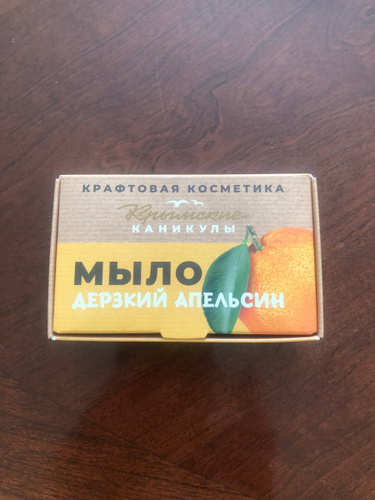 КРАФТОВАЯ КОСМЕТИКА
Крымские
КАНИКУЛЫ
МЫЛО
ДЕРЗКИЙ АПЕЛЬСИН